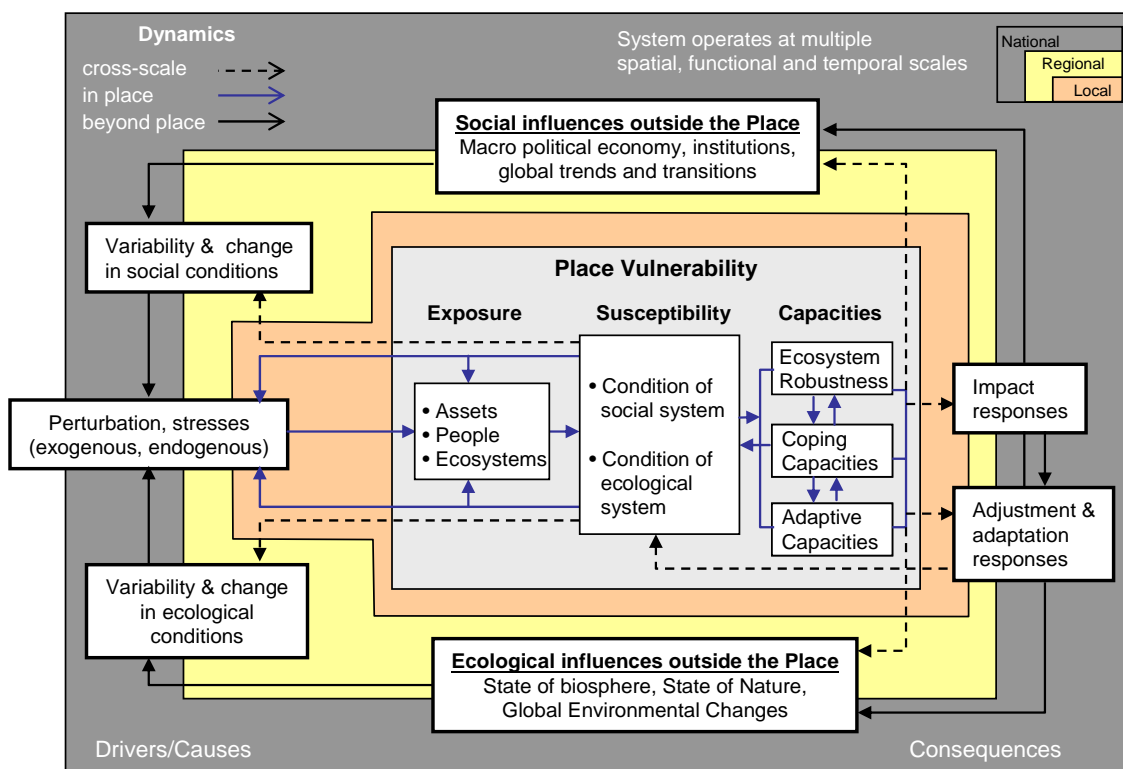 Dynamics
cross-scale
in place
beyond place
System operates at multiple
spatial, functional and temporal scales
National
Regional
Local
Social influences outside the Place
Macro political economy, institutions,
global trends and transitions
Variability & change
in social conditions
Place Vulnerability
Exposure
Susceptibility
Capacities
• Assets
• People
• Ecosystems
• Condition of
social system
• Condition of
ecological
system
Ecosystem
Robustness
Coping
Capacities
Adaptive
Capacities
Impact
responses
Perturbation, stresses
(exogenous, endogenous)
Adjustment &
adaptation
responses
Variability & change
in ecological
conditions
Ecological influences outside the Place
State of biosphere, State of Nature,
Global Environmental Changes
Drivers/Causes
Consequences